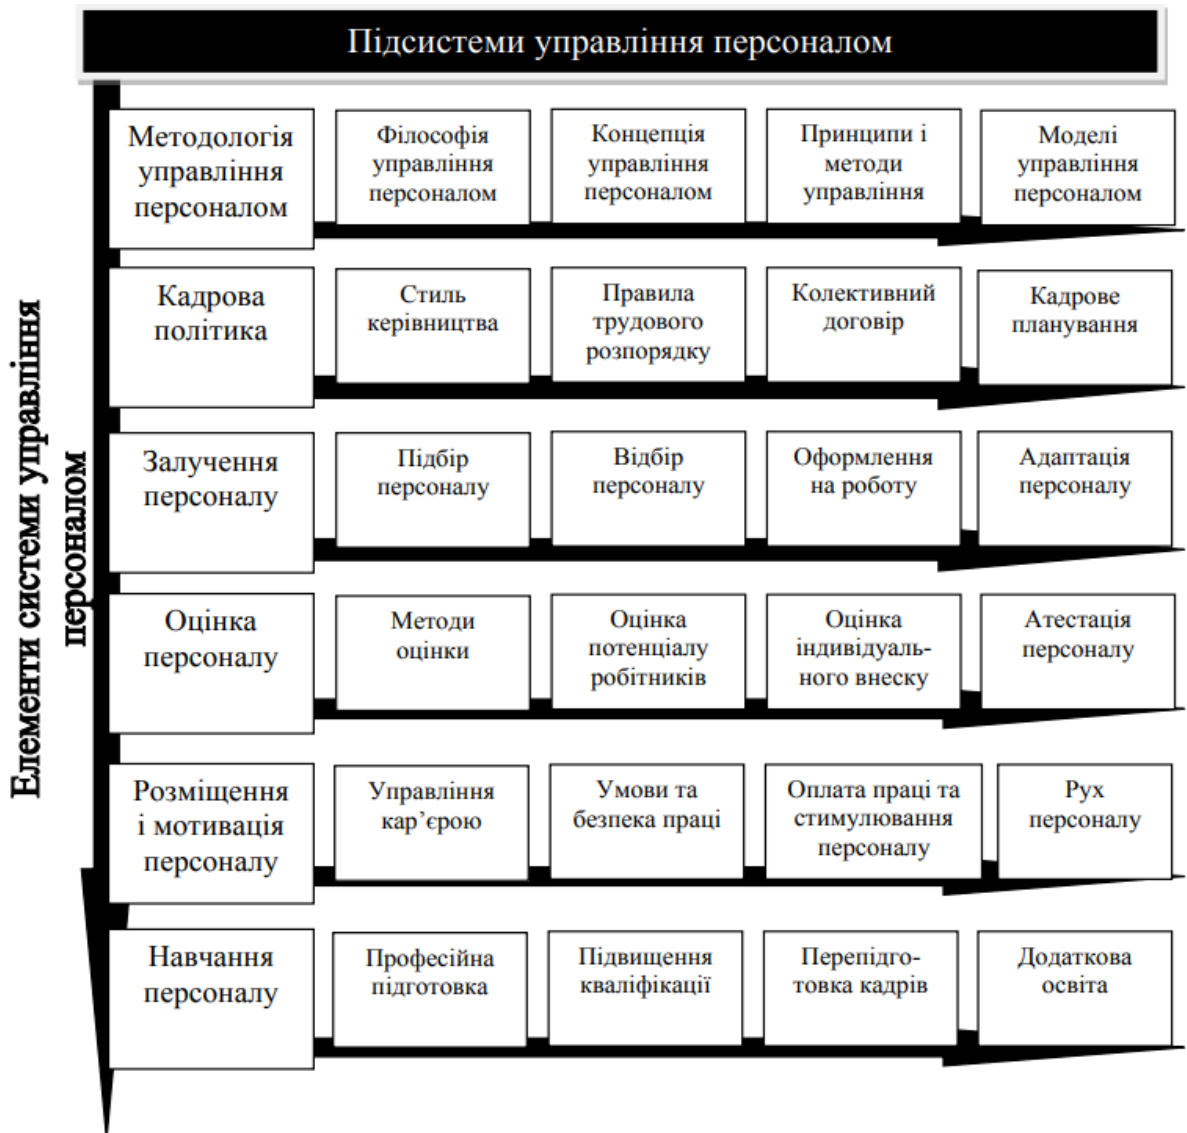 Підсистеми управління персоналом
Елементи системи управління
персоналом
Методологія
управління
персоналом
Філософія
управління
персоналом
Концепція
управління
персоналом
Принципи і
методи
управління
Моделі
управління
персоналом
Кадрова
політика
Стиль
керівництва
Правила
трудового
розпорядку
Колективний
договір
Кадрове
планування
Залучення
персоналу
Підбір
персоналу
Відбір
персоналу
Оформлення
на роботу
Адаптація
персоналу
Оцінка
персоналу
Методи
оцінки
Оцінка
потенціалу
робітників
Оцінка
індивідуаль-
ного внеску
Атестація
персоналу
Розміщення
і мотивація
персоналу
Управління
кар’єрою
Умови та
безпека праці
Оплата праці та
стимулювання
персоналу
Рух
персоналу
Навчання
персоналу
Професійна
підготовка
Підвищення
кваліфікації
Перепідго-
товка кадрів
Додаткова
освіта